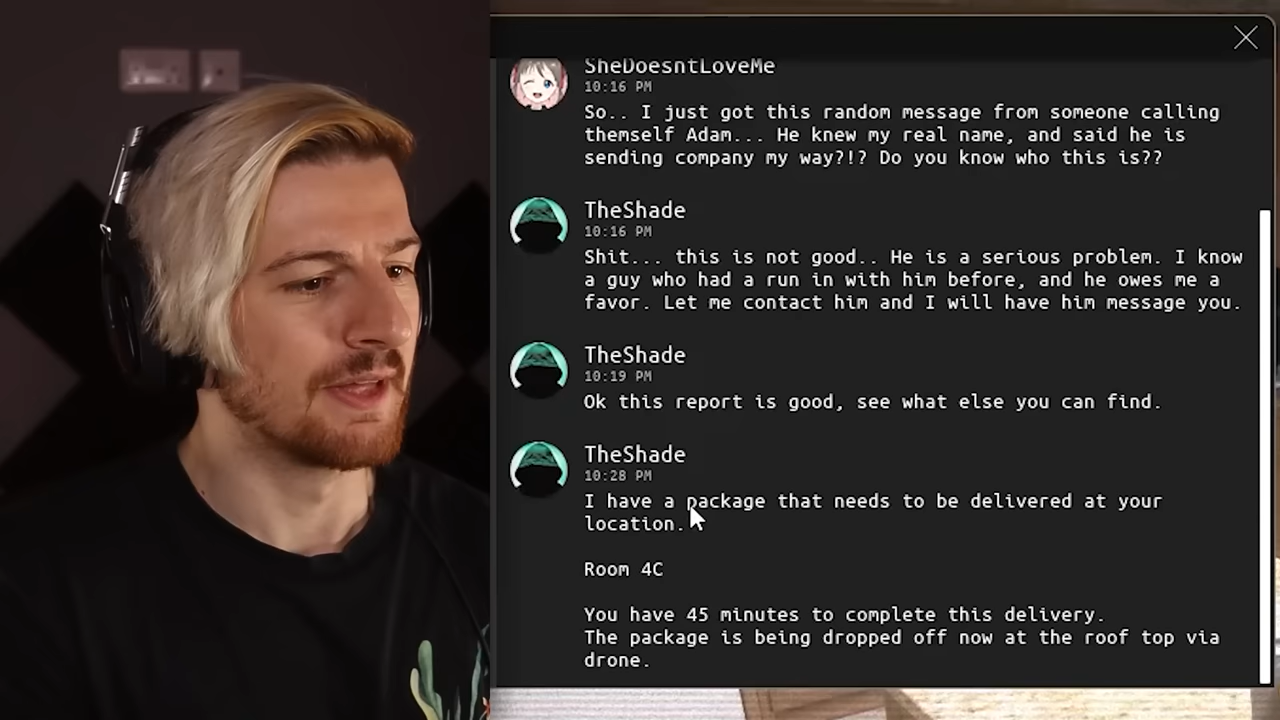 SheDoesntLoveMe
10:16 PM
So.. I just got this random message from someone calling
themself Adam... He knew my real name, and said he is
sending company my way?!? Do you know who this is??
TheShade
10:16 PM
Shit... this is not good.. He is a serious problem. I know
a guy who had a run in with him before, and he owes me a
favor. Let me contact him and I will have him message you.
TheShade
10:19 PM
Ok this report is good, see what else you can find.
TheShade
10:28 PM
I have a package that needs to be delivered at your
location.
Room 4C
You have 45 minutes to complete this delivery.
The package is being dropped off now at the roof top via
drone.